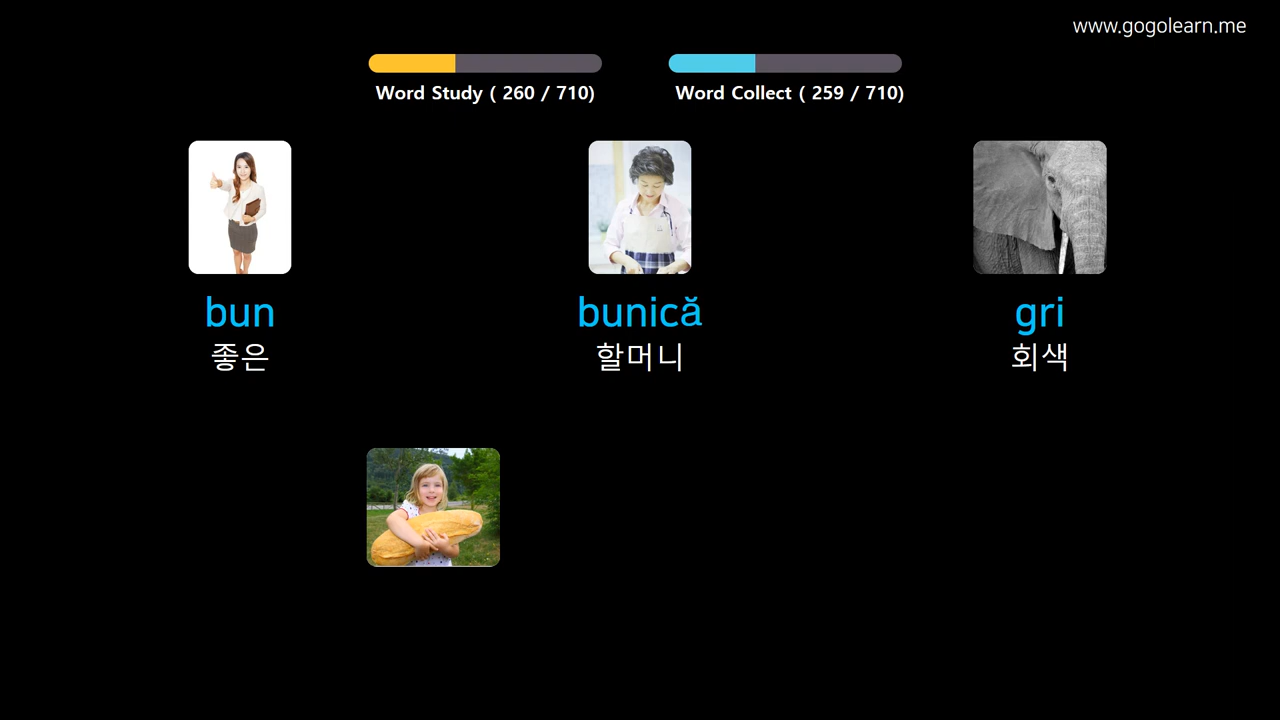 www.gogolearn.me
Word Study ( 260 / 710)
Word Collect ( 259 / 710)
bun
좋은
bunică
할머니
gri
회색